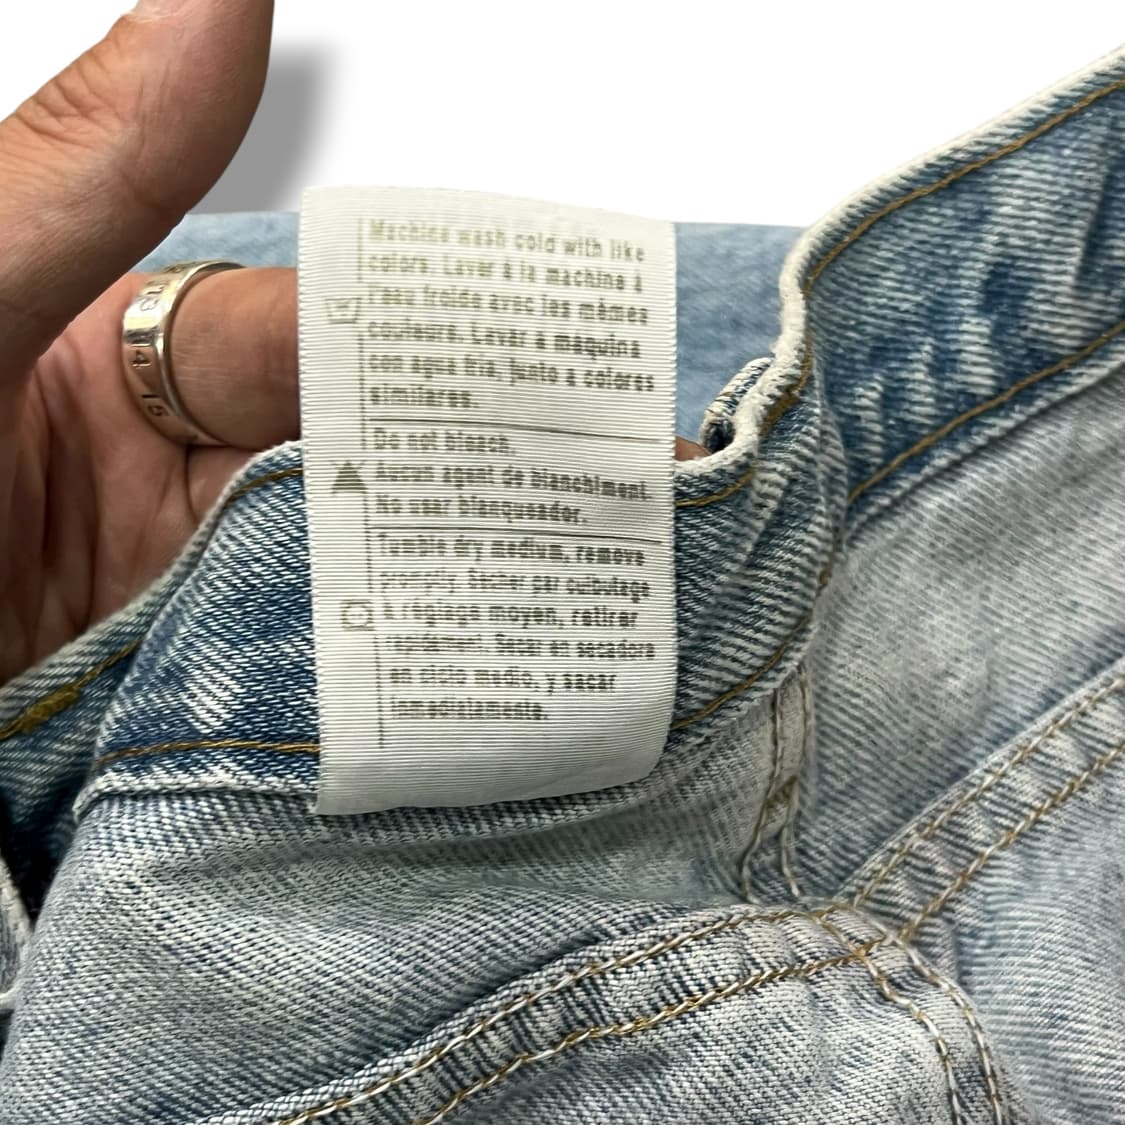 13
14
15
Machine wash cold with like
colors. Laver à la machine à
l'eau froide avec les mêmes
couleurs. Lavar a maquina
con agua fria, junto a colores
similares.
Do not bleach.
Aucun agent de blanchiment.
No usar blanqueador.
Tumble dry medium, remove
promptly. Sécher par culbutage
à réglage moyen, retirer
rapidement. Secar en secadora
en ciclo medio, y sacar
inmediatamente.